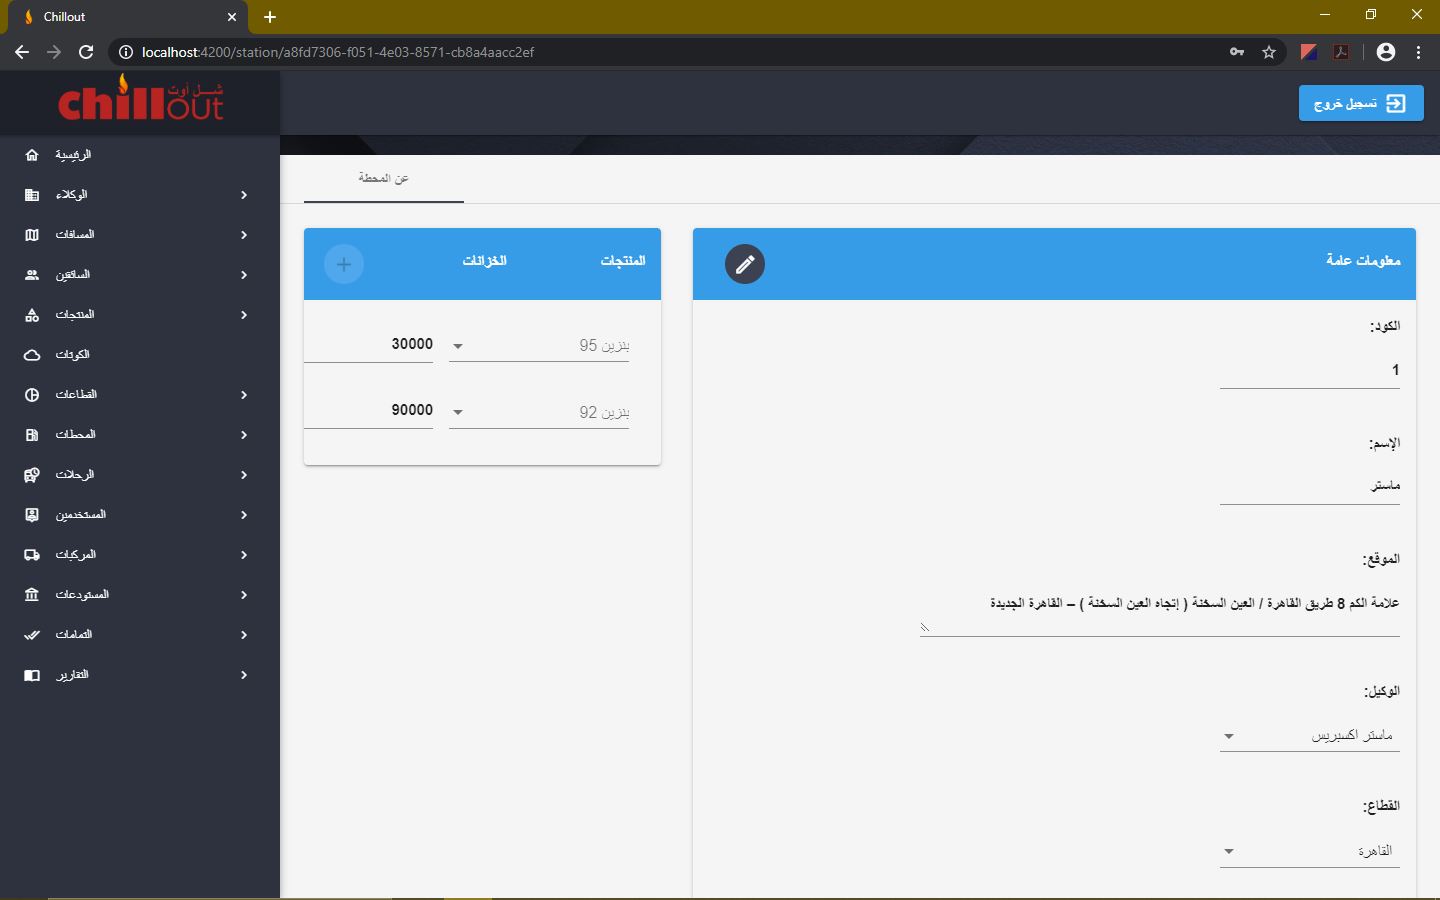 Chillout
localhost:4200/station/a8fd7306-f051-4e03-8571-cb8a4aacc2ef
chillout شـل أوت
تسجيل خروج
الرئيسية
الوكلاء
المسافات
السائقين
المنتجات
الكوتات
القطاعات
المحطات
الرحلات
المستخدمين
المركبات
المستودعات
التمامات
التقارير
عن المحطة
معلومات عامة
الكود:
1
الإسم:
ماستر
الموقع:
علامة الكم 8 طريق القاهرة / العين السخنة ( إتجاه العين السخنة ) – القاهرة الجديدة
الوكيل:
ماستر اكسبريس
القطاع:
القاهرة
المنتجات الخزانات
بنزين 95 30000
بنزين 92 90000